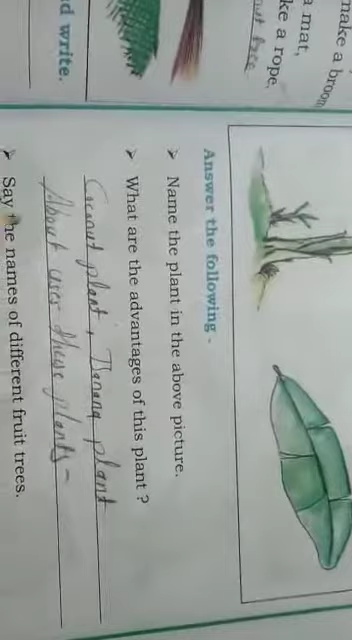 make a broom
a mat,
ke a rope,
nut tree
d write.
Answer the following.
➤ Name the plant in the above picture.
➤ What are the advantages of this plant ?
Coconut plant, Banana plant
About uses these plants-
➤ Say the names of different fruit trees.